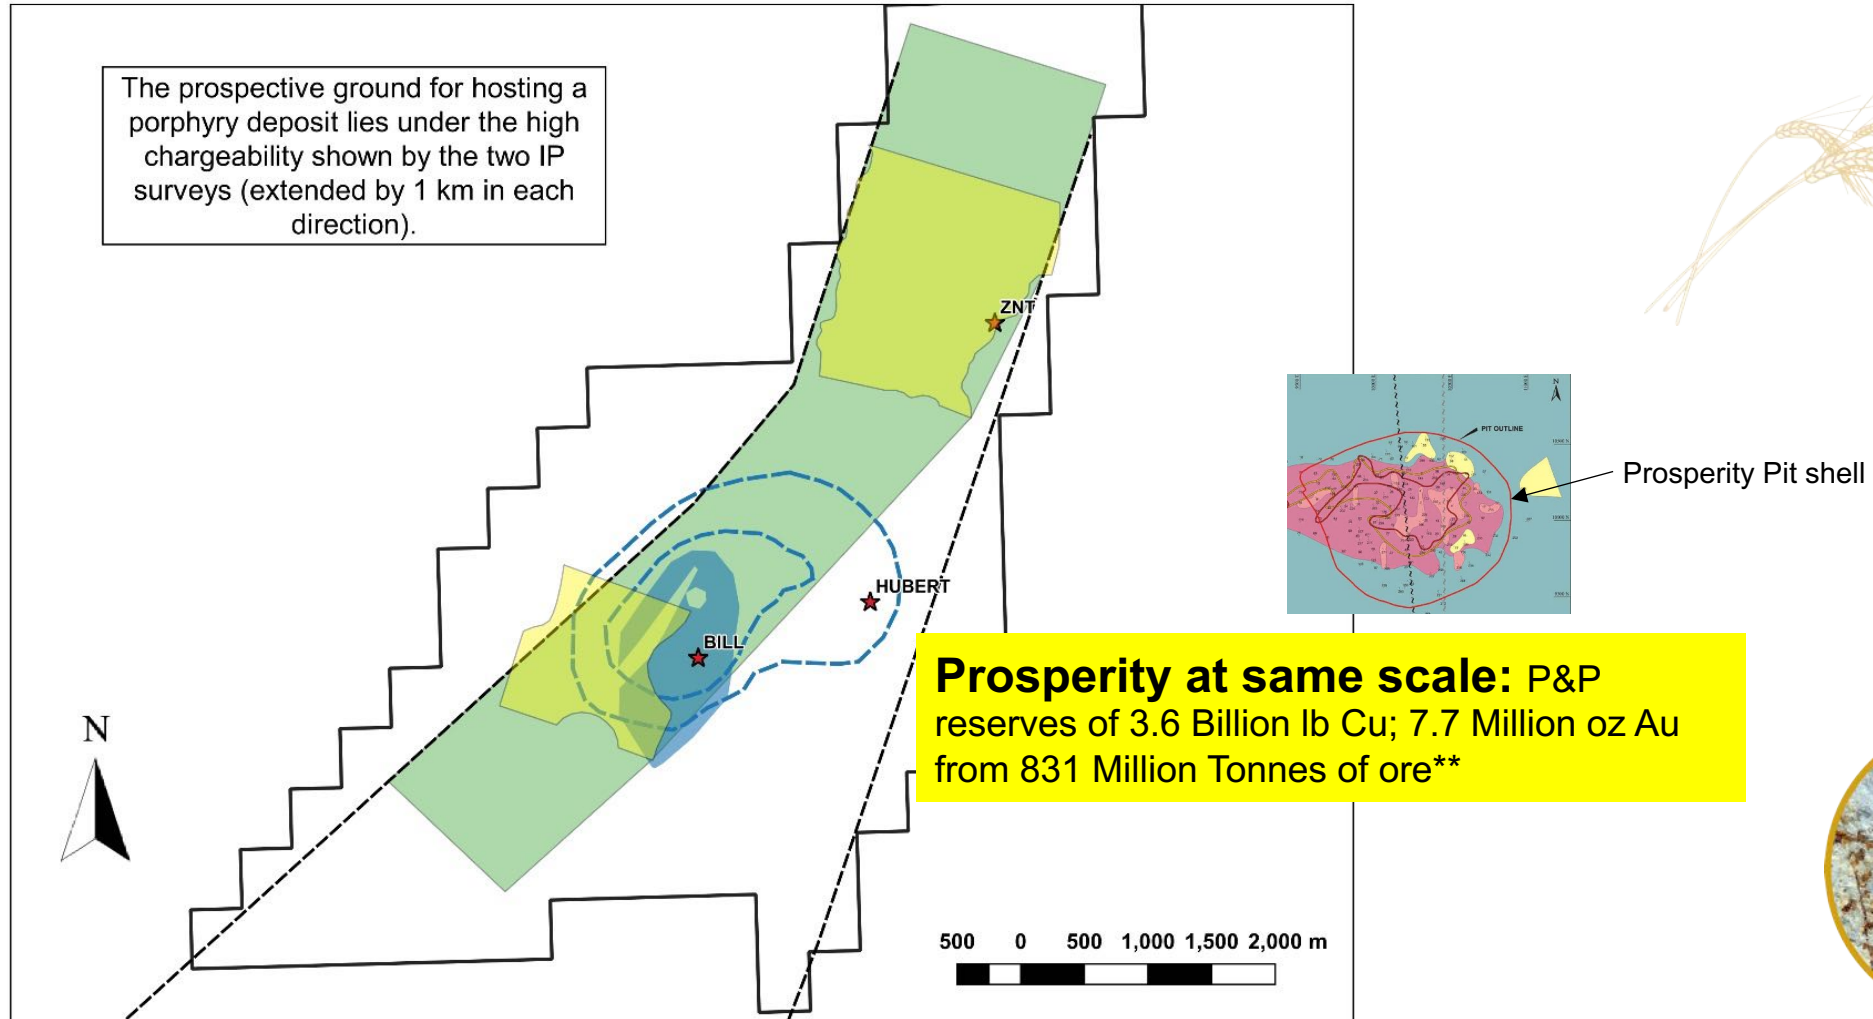 The prospective ground for hosting a
porphyry deposit lies under the high
chargeability shown by the two IP
surveys (extended by 1 km in each
direction).
ZNT
N
PIT OUTLINE
Prosperity Pit shell
HUBERT
BILL
Prosperity at same scale: P&P
reserves of 3.6 Billion lb Cu; 7.7 Million oz Au
from 831 Million Tonnes of ore**
N
500 0 500 1,000 1,500 2,000 m